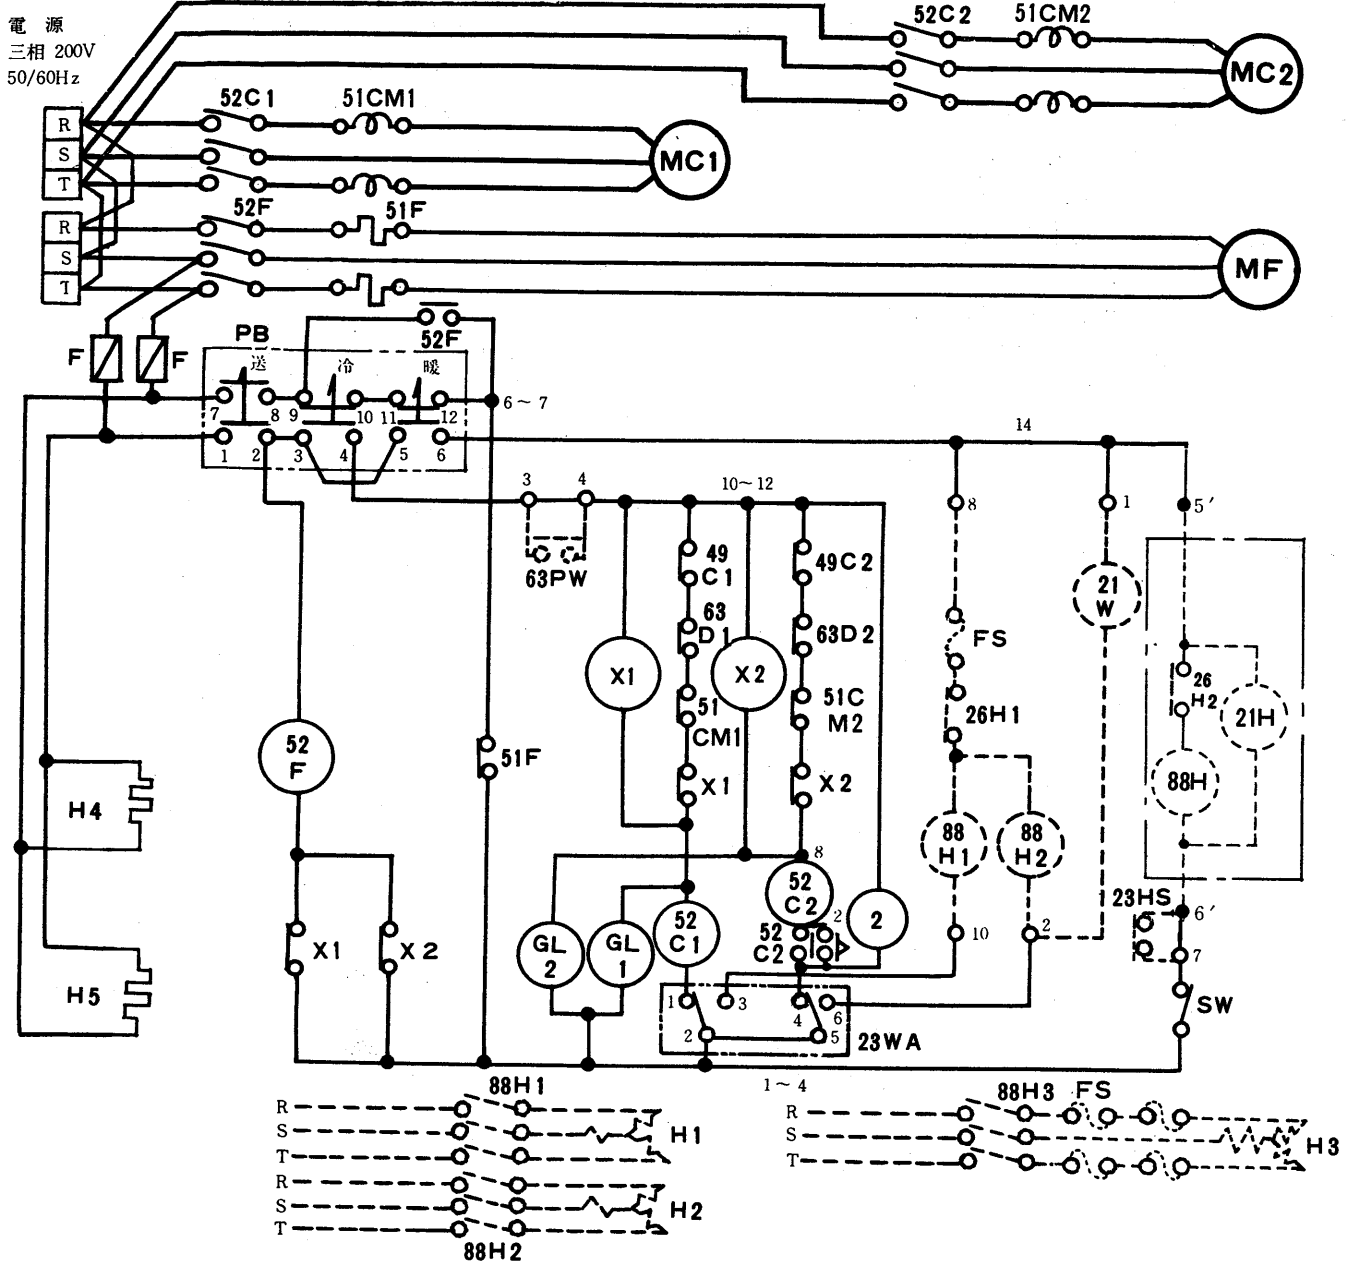 電 源
三相 200V
50/60Hz
52C2 51CM2
MC2
52C1 51CM1
R
S
T
MC1
52F 51F
R
S
T
MF
F F
PB
52F
送 冷 暖
7 8 9 10 11 12
6~7
1 2 3 4 5 6
14
3 4
63PW
10~12
8 1 5'
49
C1
49C2
63
D1
63D2
X1 X2
51
CM1
51C
M2
X1 X2
FS
26H1
21
W
26
H2
21H
88H
52
F
51F
H4
88
H1
88
H2
8
52
C2
2
2
52
C2
23HS
6'
GL
2
GL
1
52
C1
10 2 7
X1 X2
H5
1 3 4 6
2 5
23WA
SW
1~4
88H1
R
S
T
H1
R
S
T
H2
88H2
88H3 FS
R
S
T
H3